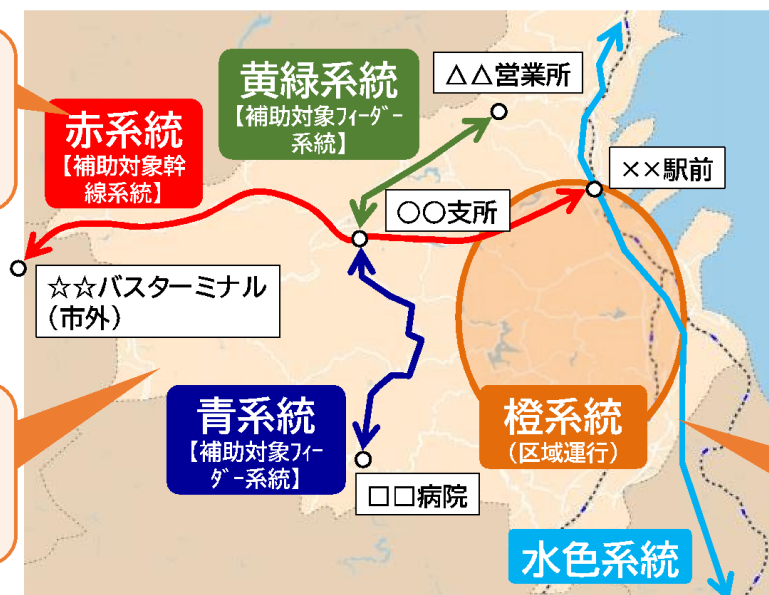 黄緑系統
【補助対象フィーダー
系統】
△△営業所
赤系統
【補助対象幹
線系統】
××駅前
〇〇支所
☆☆バスターミナル
（市外）
青系統
【補助対象フィー
ダー系統】
橙系統
（区域運行）
□□病院
水色系統